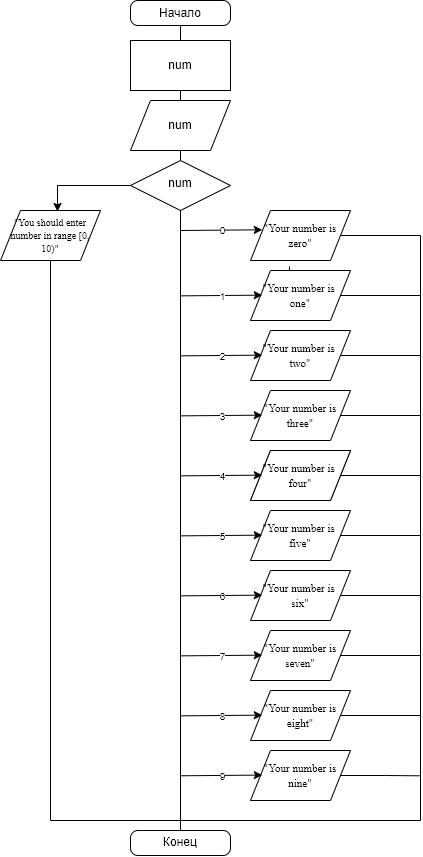 Начало
num
num
num
"You should enter
number in range [0,
10)"
0
"Your number is
zero"
1
"Your number is
one"
2
"Your number is
two"
3
"Your number is
three"
4
"Your number is
four"
5
"Your number is
five"
6
"Your number is
six"
7
"Your number is
seven"
8
"Your number is
eight"
9
"Your number is
nine"
Конец